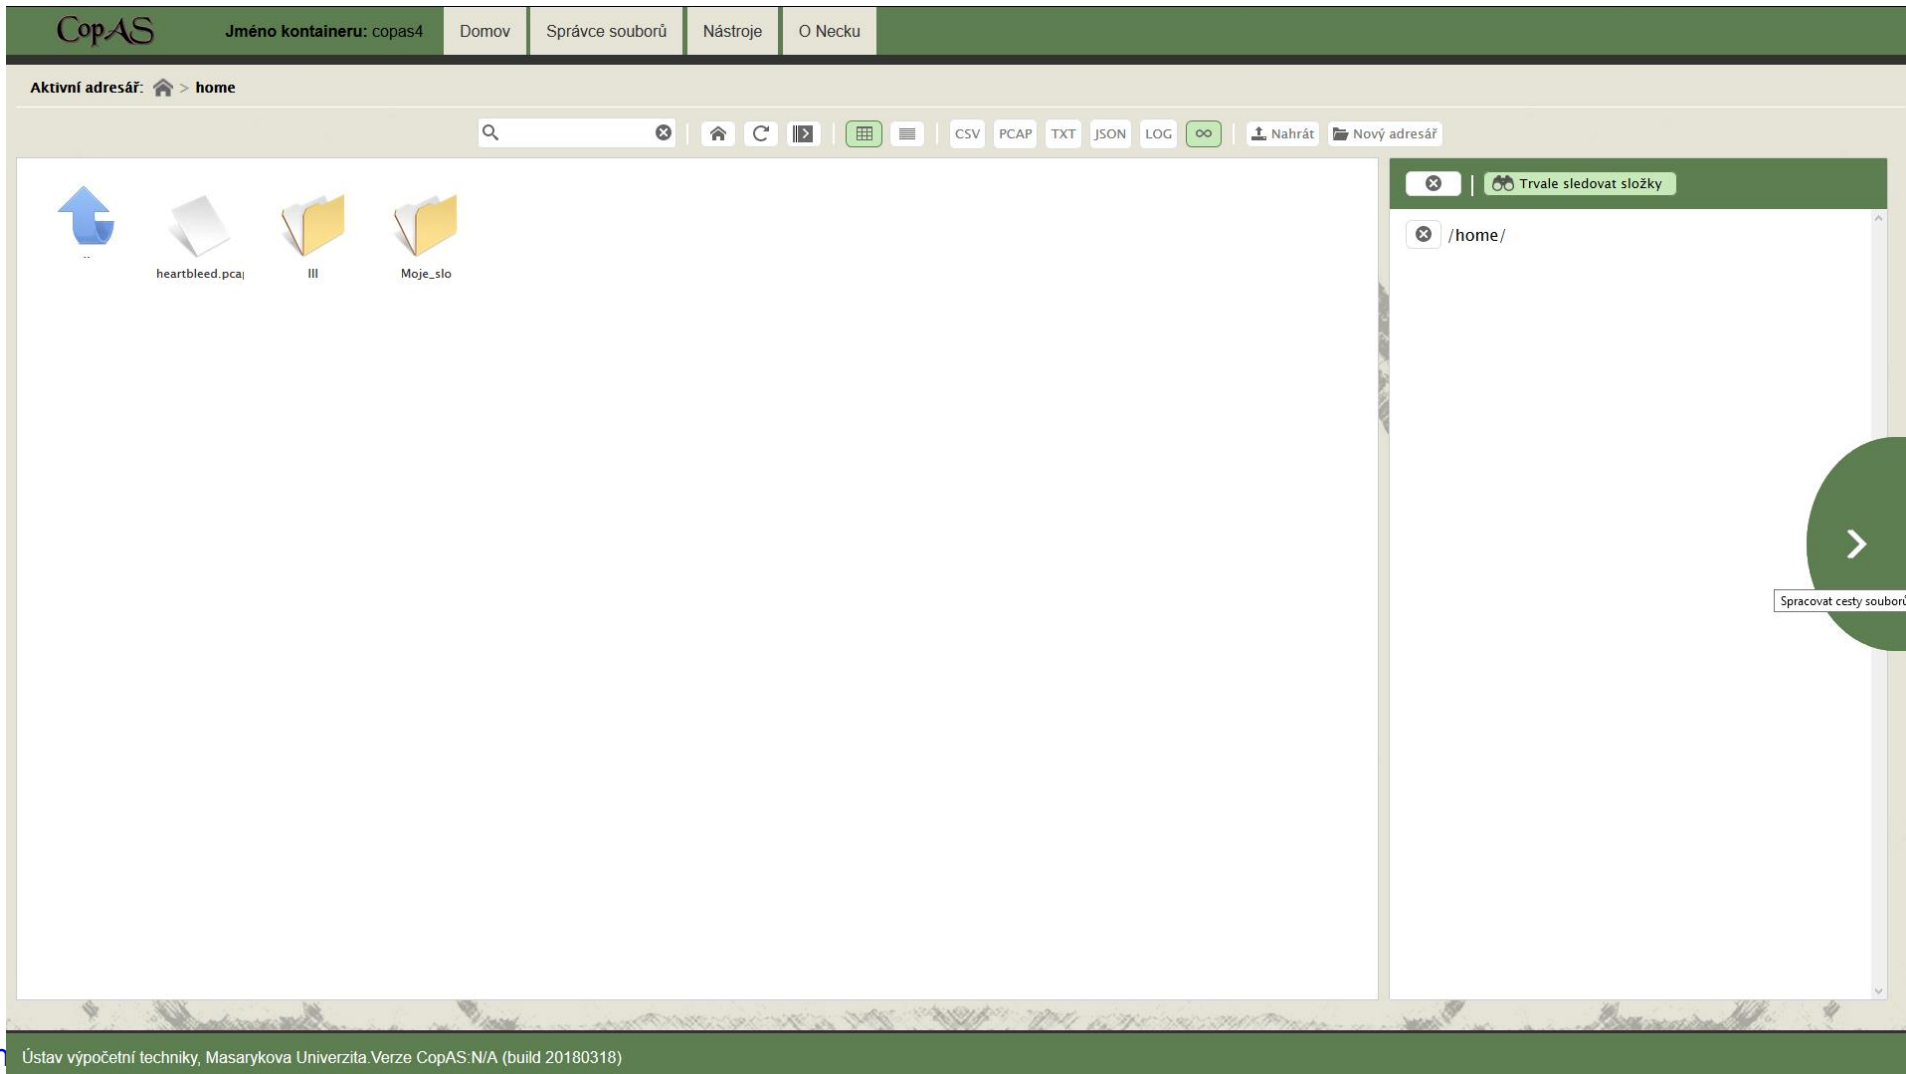 CopAS
Jméno kontaineru: copas4
Domov
Správce souborů
Nástroje
O Necku
Aktivní adresář: > home
CSV PCAP TXT JSON LOG ∞ Nahrát Nový adresář
Trvale sledovat složky
/home/
..
heartbleed.pca
III
Moje_slo
Spracovat cesty souborů
Ústav výpočetní techniky, Masarykova Univerzita.Verze CopAS:N/A (build 20180318)